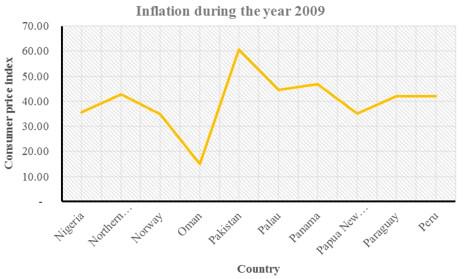 Inflation during the year 2009
Consumer price index
70.00
60.00
50.00
40.00
30.00
20.00
10.00
-
Nigeria
Northern…
Norway
Oman
Pakistan
Palau
Panama
Papua New…
Paraguay
Peru
Country